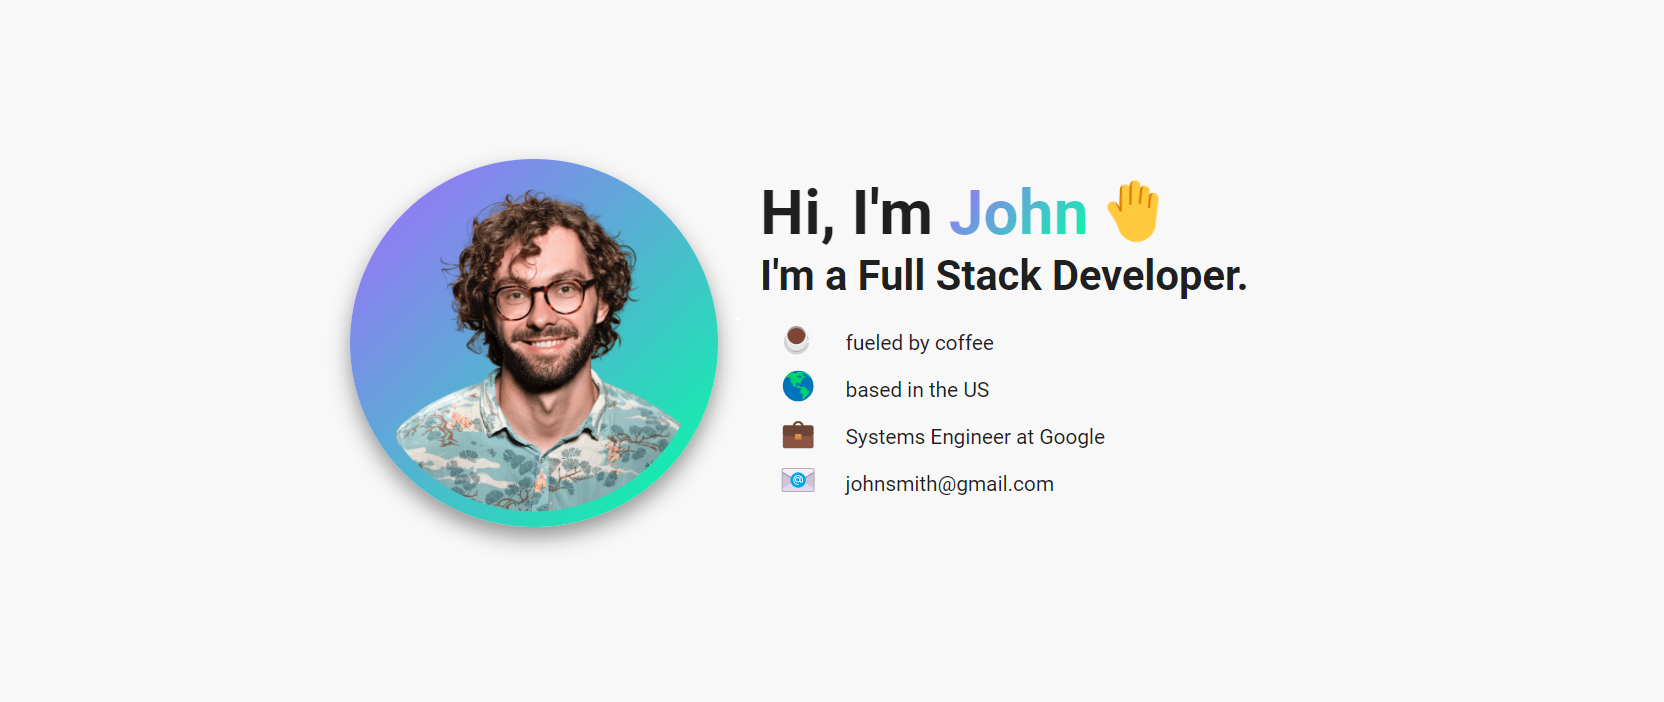 Hi, I'm John
I'm a Full Stack Developer.
fueled by coffee
based in the US
Systems Engineer at Google
johnsmith@gmail.com